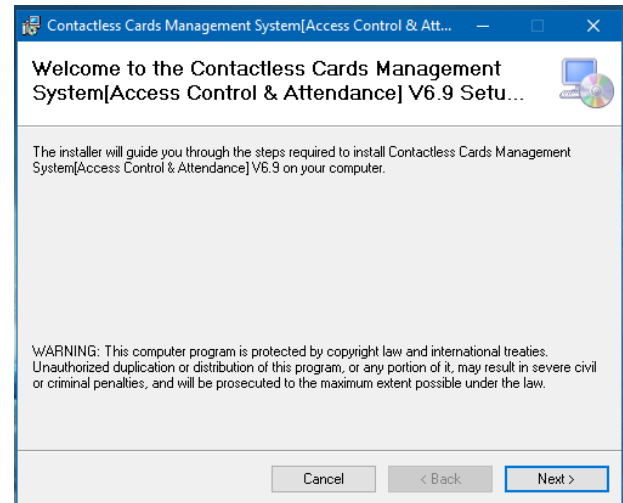 Contactless Cards Management System[Access Control & Att...
Welcome to the Contactless Cards Management
System[Access Control & Attendance] V6.9 Setu...
The installer will guide you through the steps required to install Contactless Cards Management
System[Access Control & Attendance] V6.9 on your computer.
WARNING: This computer program is protected by copyright law and international treaties.
Unauthorized duplication or distribution of this program, or any portion of it, may result in severe civil
or criminal penalties, and will be prosecuted to the maximum extent possible under the law.
Cancel < Back Next >